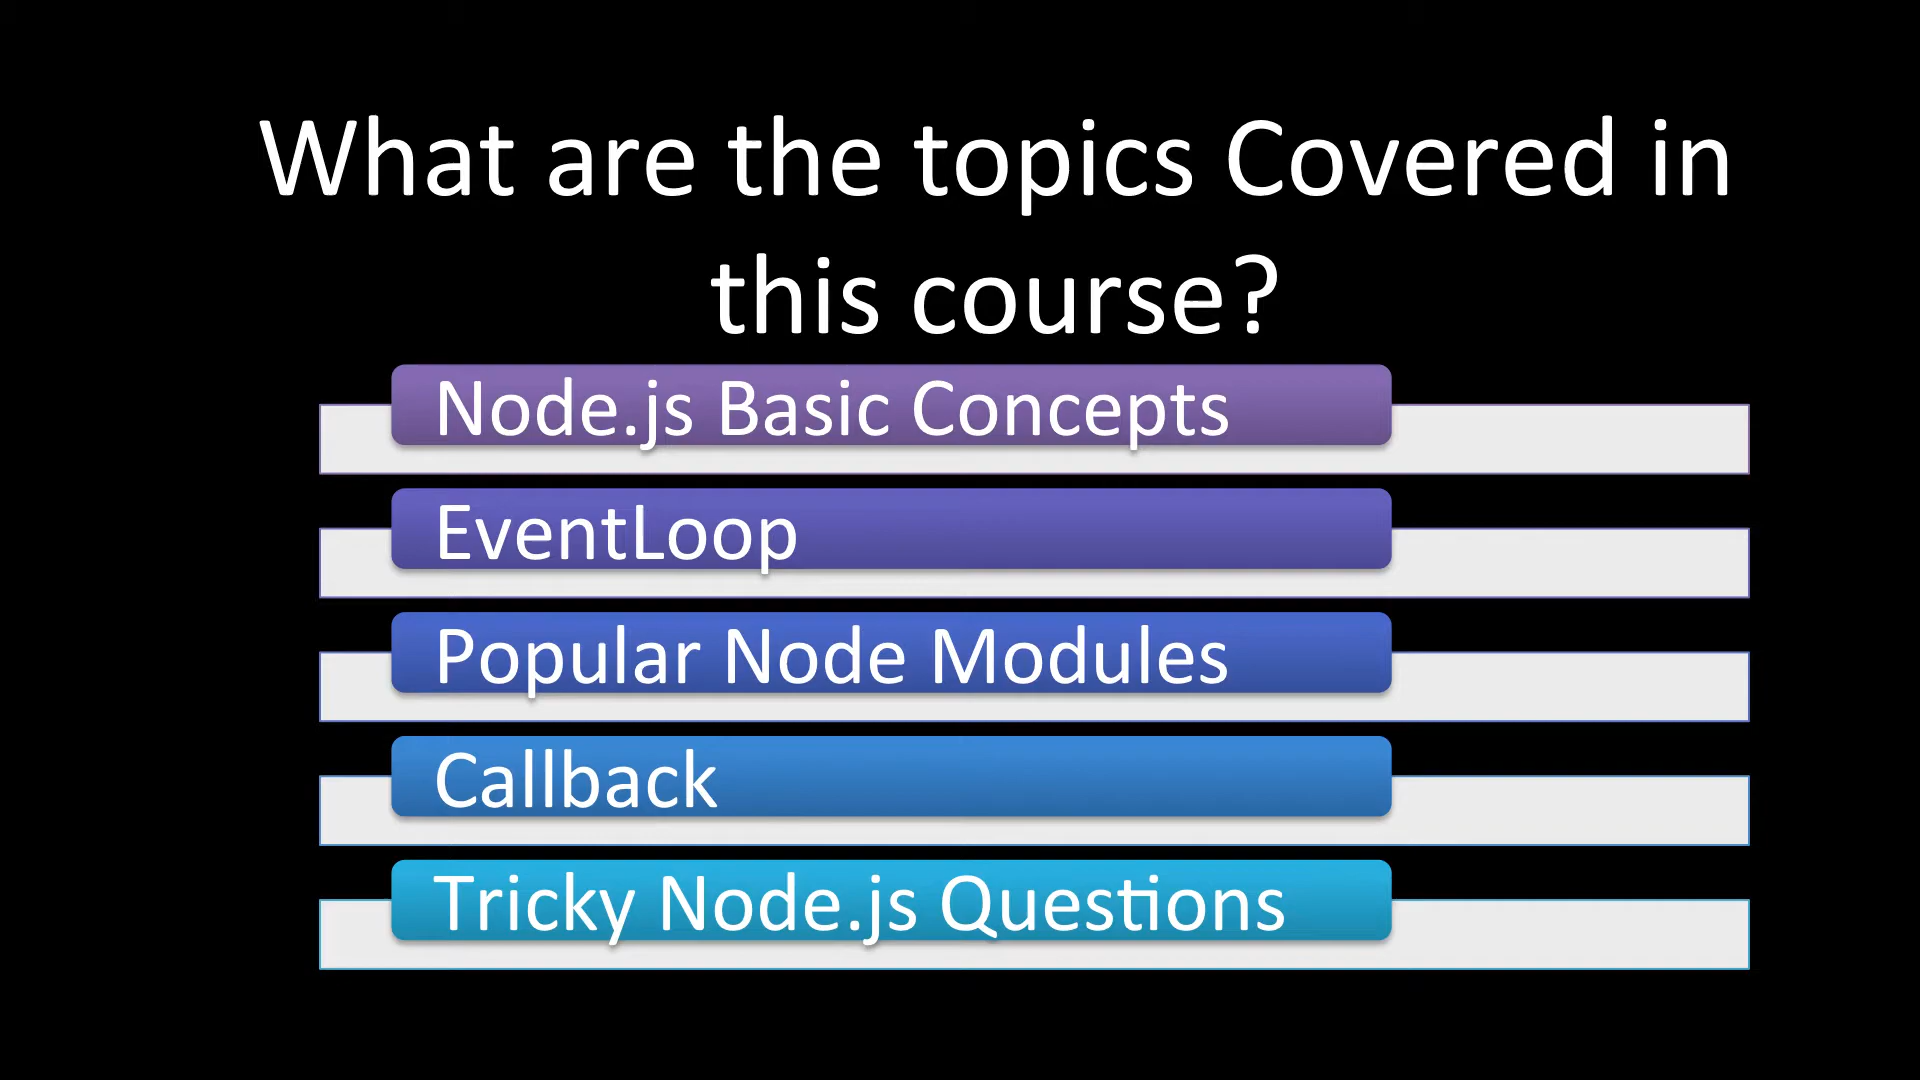 What are the topics Covered in
this course?
Node.js Basic Concepts
EventLoop
Popular Node Modules
Callback
Tricky Node.js Questions